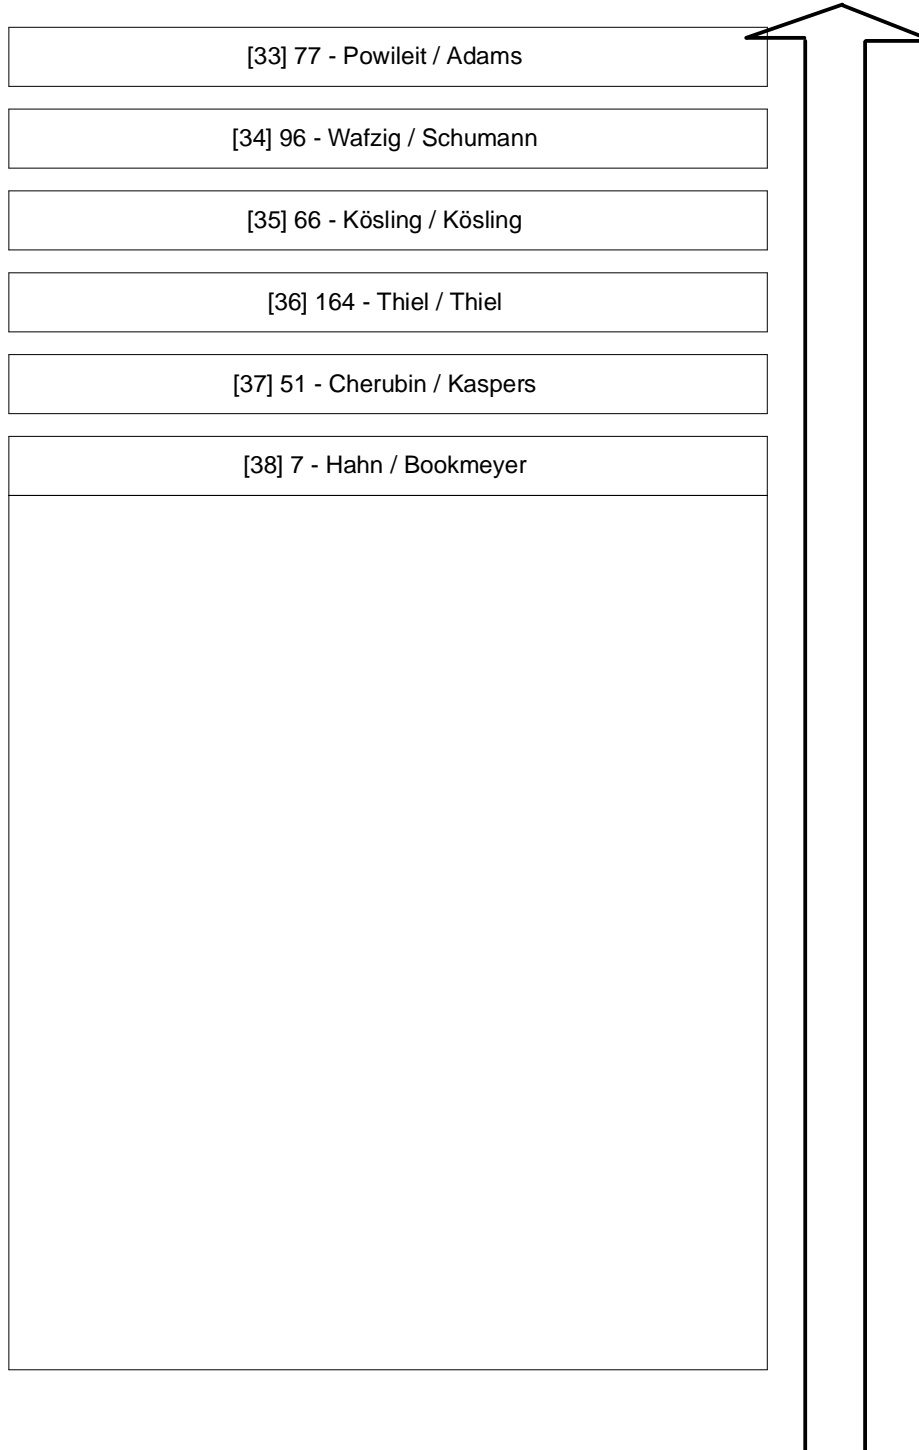 [33] 77 - Powileit / Adams
[34] 96 - Wafzig / Schumann
[35] 66 - Kösling / Kösling
[36] 164 - Thiel / Thiel
[37] 51 - Cherubin / Kaspers
[38] 7 - Hahn / Bookmeyer